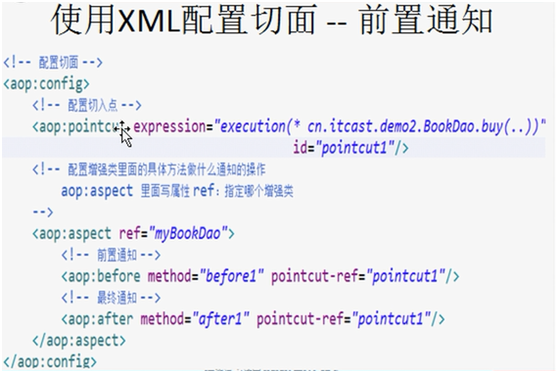 使用XML配置切面 -- 前置通知
<!-- 配置切面 -->
<aop:config>
<!-- 配置切入点 -->
<aop:pointcut expression="execution(* cn.itcast.demo2.BookDao.buy(..))"
id="pointcut1"/>
<!-- 配置增强类里面的具体方法做什么通知的操作
aop:aspect 里面写属性 ref：指定哪个增强类
-->
<aop:aspect ref="myBookDao">
<!-- 前置通知 -->
<aop:before method="before1" pointcut-ref="pointcut1"/>
<!-- 最终通知 -->
<aop:after method="after1" pointcut-ref="pointcut1"/>
</aop:aspect>
</aop:config>